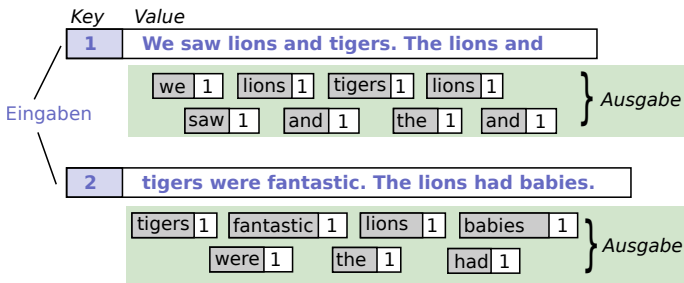 Key Value
1 We saw lions and tigers. The lions and
we 1 lions 1 tigers 1 lions 1
Ausgabe
saw 1 and 1 the 1 and 1
Eingaben
2 tigers were fantastic. The lions had babies.
tigers 1 fantastic 1 lions 1 babies 1
Ausgabe
were 1 the 1 had 1